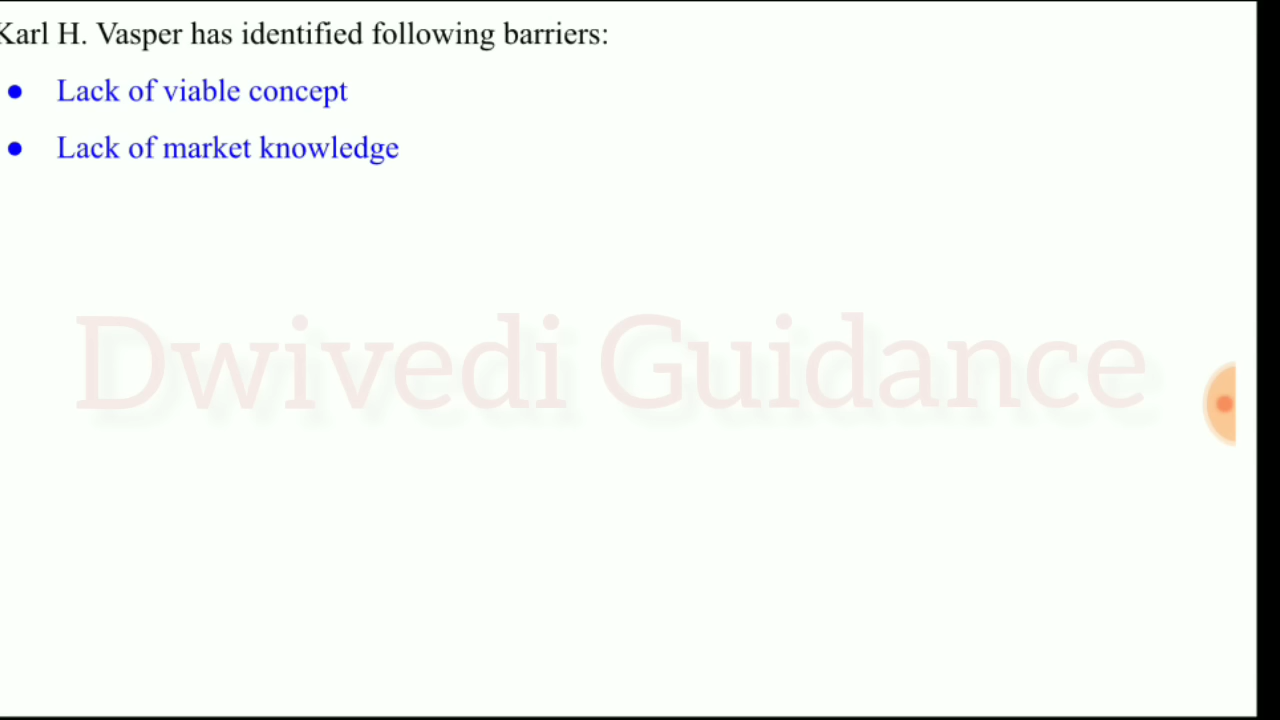 Karl H. Vasper has identified following barriers:
● Lack of viable concept
● Lack of market knowledge
Dwivedi Guidance